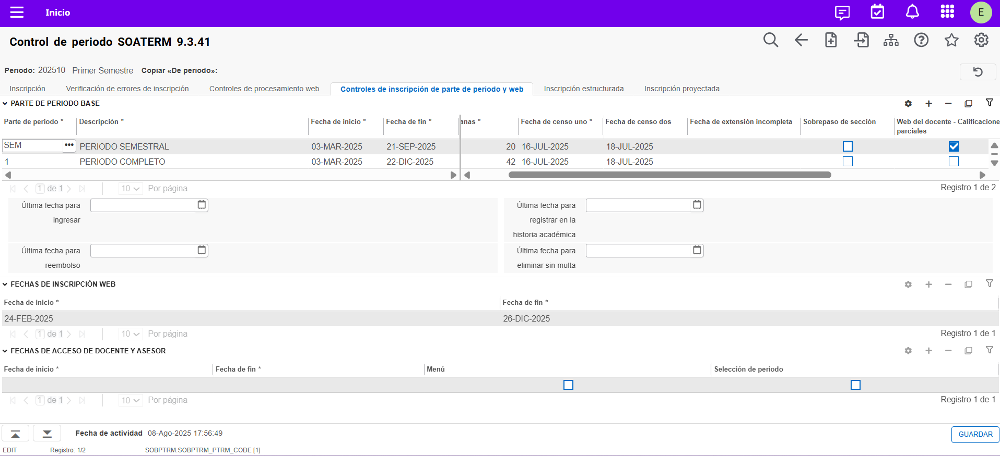 Inicio
E
Control de periodo SOATERM 9.3.41
Periodo: 202510 Primer Semestre Copiar «De periodo»:
Inscripción Verificación de errores de inscripción Controles de procesamiento web Controles de inscripción de parte de periodo y web Inscripción estructurada Inscripción proyectada
PARTE DE PERIODO BASE
Parte de periodo * Descripción * Fecha de inicio * Fecha de fin * anas * Fecha de censo uno * Fecha de censo dos Fecha de extensión incompleta Sobrepaso de sección Web del docente - Calificacione
parciales
SEM ••• PERIODO SEMESTRAL 03-MAR-2025 21-SEP-2025 20 16-JUL-2025 18-JUL-2025
1 PERIODO COMPLETO 03-MAR-2025 22-DIC-2025 42 16-JUL-2025 18-JUL-2025
1 de 1 10 Por página Registro 1 de 2
Última fecha para
ingresar
Última fecha para
registrar en la
historia académica
Última fecha para
reembolso
Última fecha para
eliminar sin multa
FECHAS DE INSCRIPCIÓN WEB
Fecha de inicio * Fecha de fin *
24-FEB-2025 26-DIC-2025
1 de 1 10 Por página Registro 1 de 1
FECHAS DE ACCESO DE DOCENTE Y ASESOR
Fecha de inicio * Fecha de fin * Menú Selección de periodo
1 de 1 10 Por página Registro 1 de 1
Fecha de actividad 08-Ago-2025 17:56:49 GUARDAR
EDIT Registro: 1/2 SOBPTRM.SOBPTRM_PTRM_CODE [1]